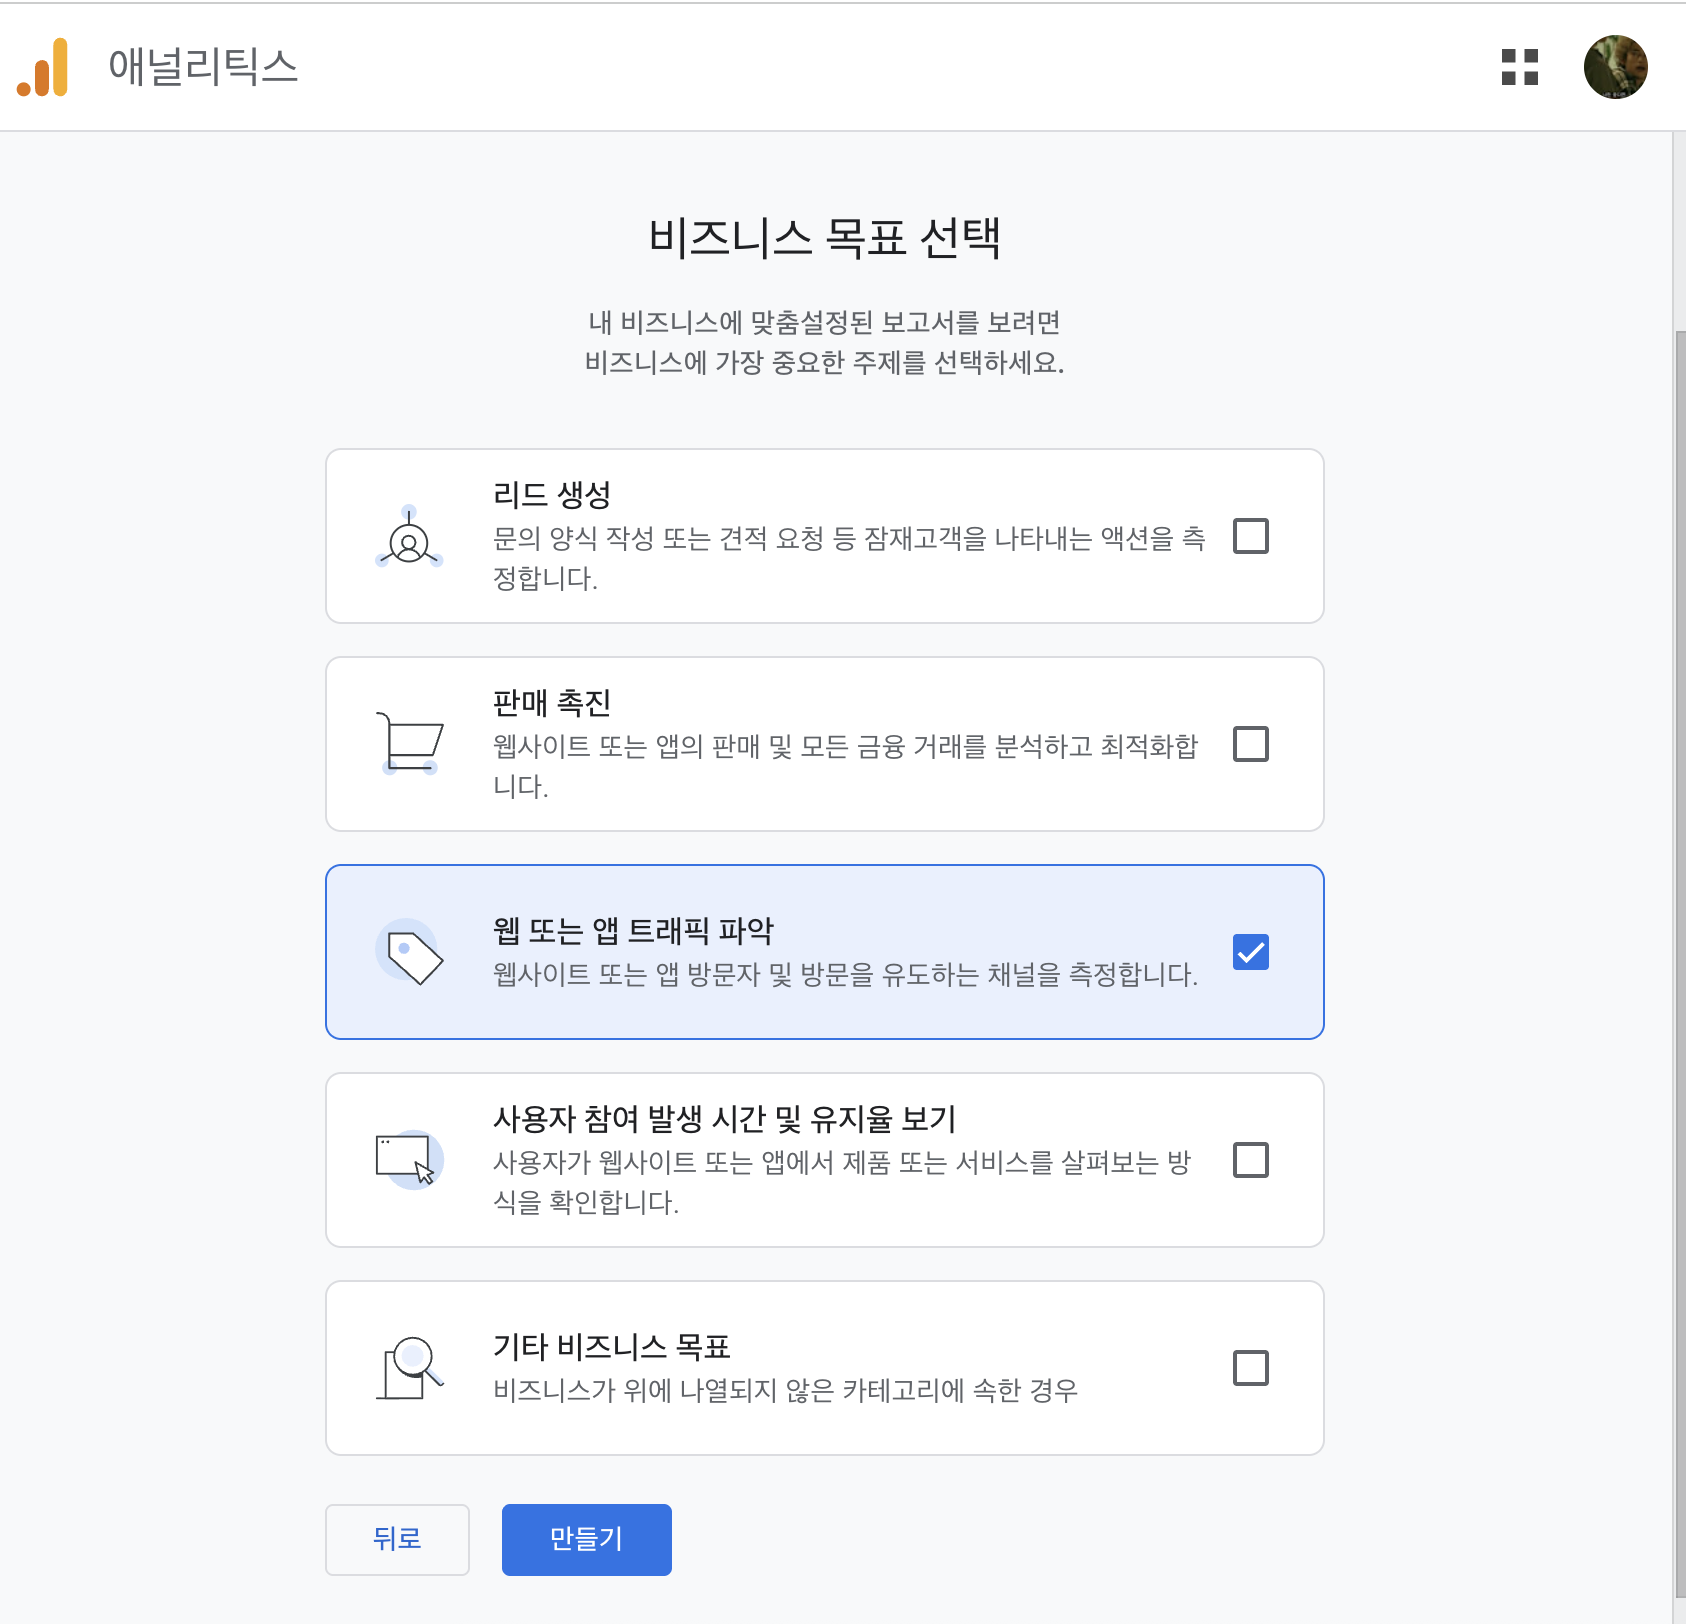 애널리틱스
비즈니스 목표 선택
내 비즈니스에 맞춤설정된 보고서를 보려면
비즈니스에 가장 중요한 주제를 선택하세요.
리드 생성
문의 양식 작성 또는 견적 요청 등 잠재고객을 나타내는 액션을 측
정합니다.
판매 촉진
웹사이트 또는 앱의 판매 및 모든 금융 거래를 분석하고 최적화합
니다.
웹 또는 앱 트래픽 파악
웹사이트 또는 앱 방문자 및 방문을 유도하는 채널을 측정합니다.
사용자 참여 발생 시간 및 유지율 보기
사용자가 웹사이트 또는 앱에서 제품 또는 서비스를 살펴보는 방
식을 확인합니다.
기타 비즈니스 목표
비즈니스가 위에 나열되지 않은 카테고리에 속한 경우
뒤로
만들기